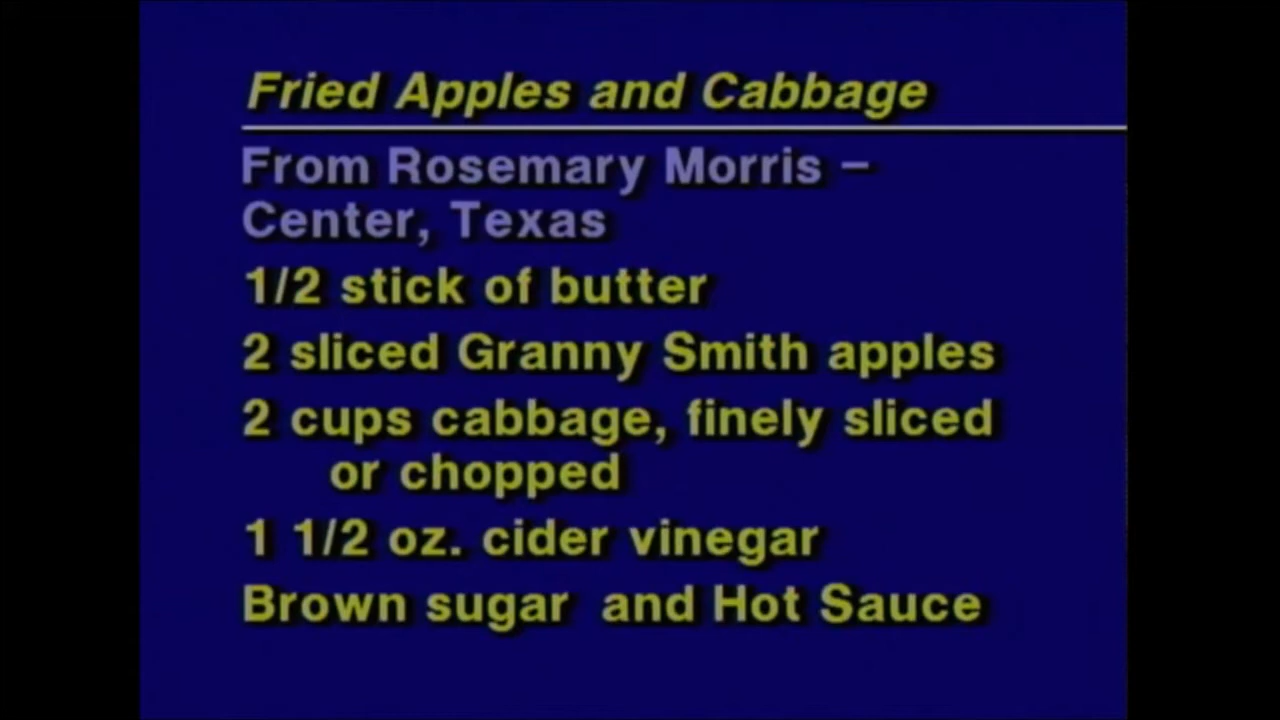 Fried Apples and Cabbage
From Rosemary Morris –
Center, Texas
1/2 stick of butter
2 sliced Granny Smith apples
2 cups cabbage, finely sliced
or chopped
1 1/2 oz. cider vinegar
Brown sugar and Hot Sauce